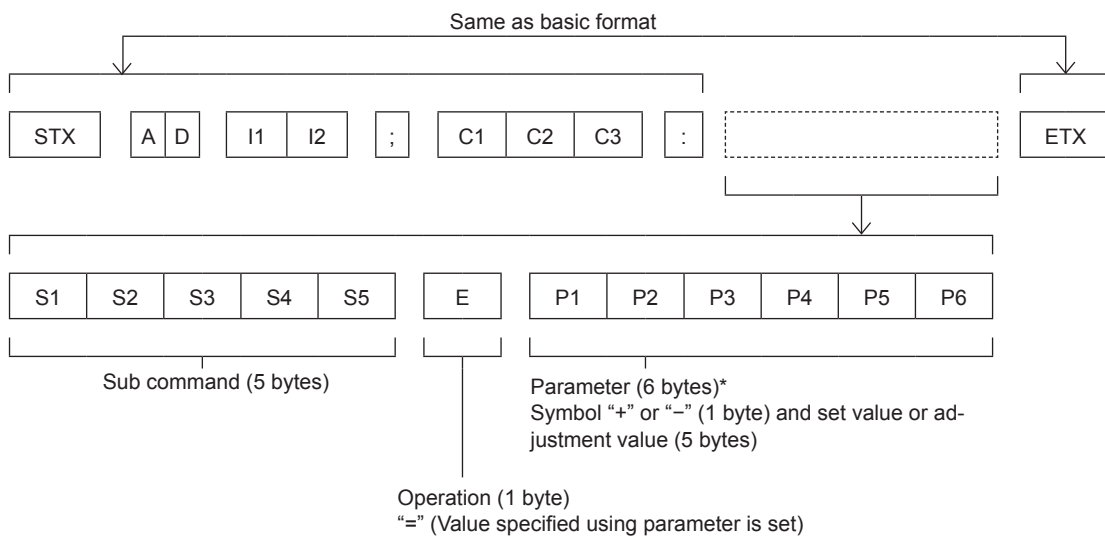 Same as basic format
STX A D I1 I2 ; C1 C2 C3 : ETX
S1 S2 S3 S4 S5 E P1 P2 P3 P4 P5 P6
Sub command (5 bytes)
Parameter (6 bytes)*
Symbol “+” or “−” (1 byte) and set value or ad-
justment value (5 bytes)
Operation (1 byte)
“=” (Value specified using parameter is set)